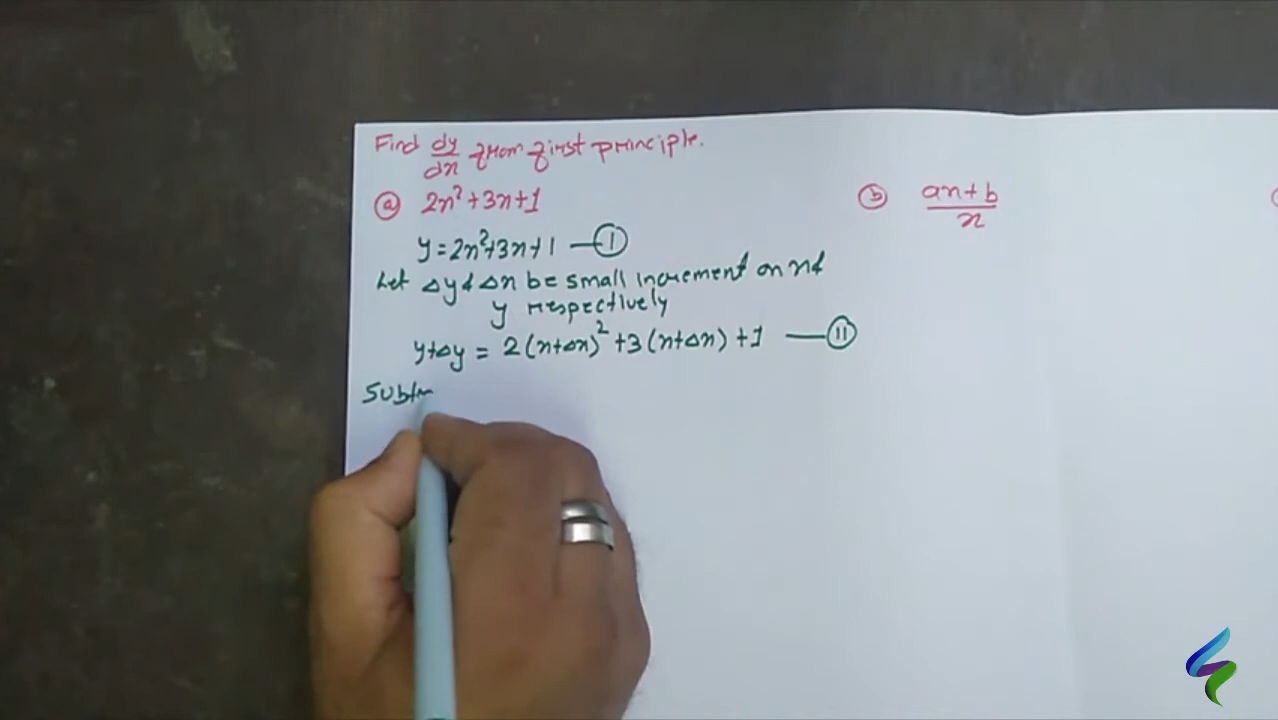 Find dy/dx from first principle.
ⓐ 2x²+3x+1
ⓑ (ax+b)/x
y=2x²+3x+1 —Ⓘ
Let Δy & Δx be small increment on x &
y respectively
y+Δy = 2(x+Δx)²+3(x+Δx)+1 —(II)
Subtr